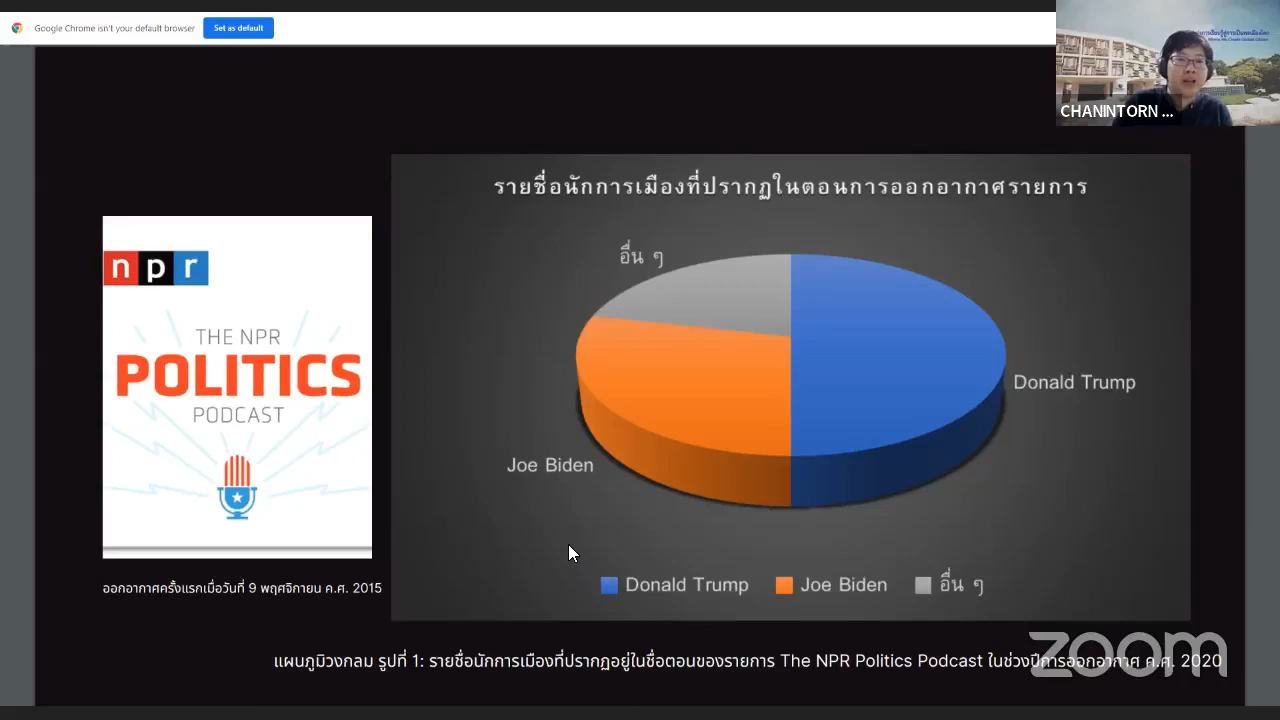 Google Chrome isn't your default browser
Set as default
CHANINTORN ...
รายชื่อนักการเมืองที่ปรากฏในตอนการออกอากาศรายการ
npr
THE NPR
POLITICS
PODCAST
อื่น ๆ
Donald Trump
Joe Biden
Donald Trump
Joe Biden
อื่น ๆ
ออกอากาศครั้งแรกเมื่อวันที่ 9 พฤศจิกายน ค.ศ. 2015
แผนภูมิวงกลม รูปที่ 1: รายชื่อนักการเมืองที่ปรากฏอยู่ในชื่อตอนของรายการ The NPR Politics Podcast ในช่วงปีการออกอากาศ ค.ศ. 2020
zoom